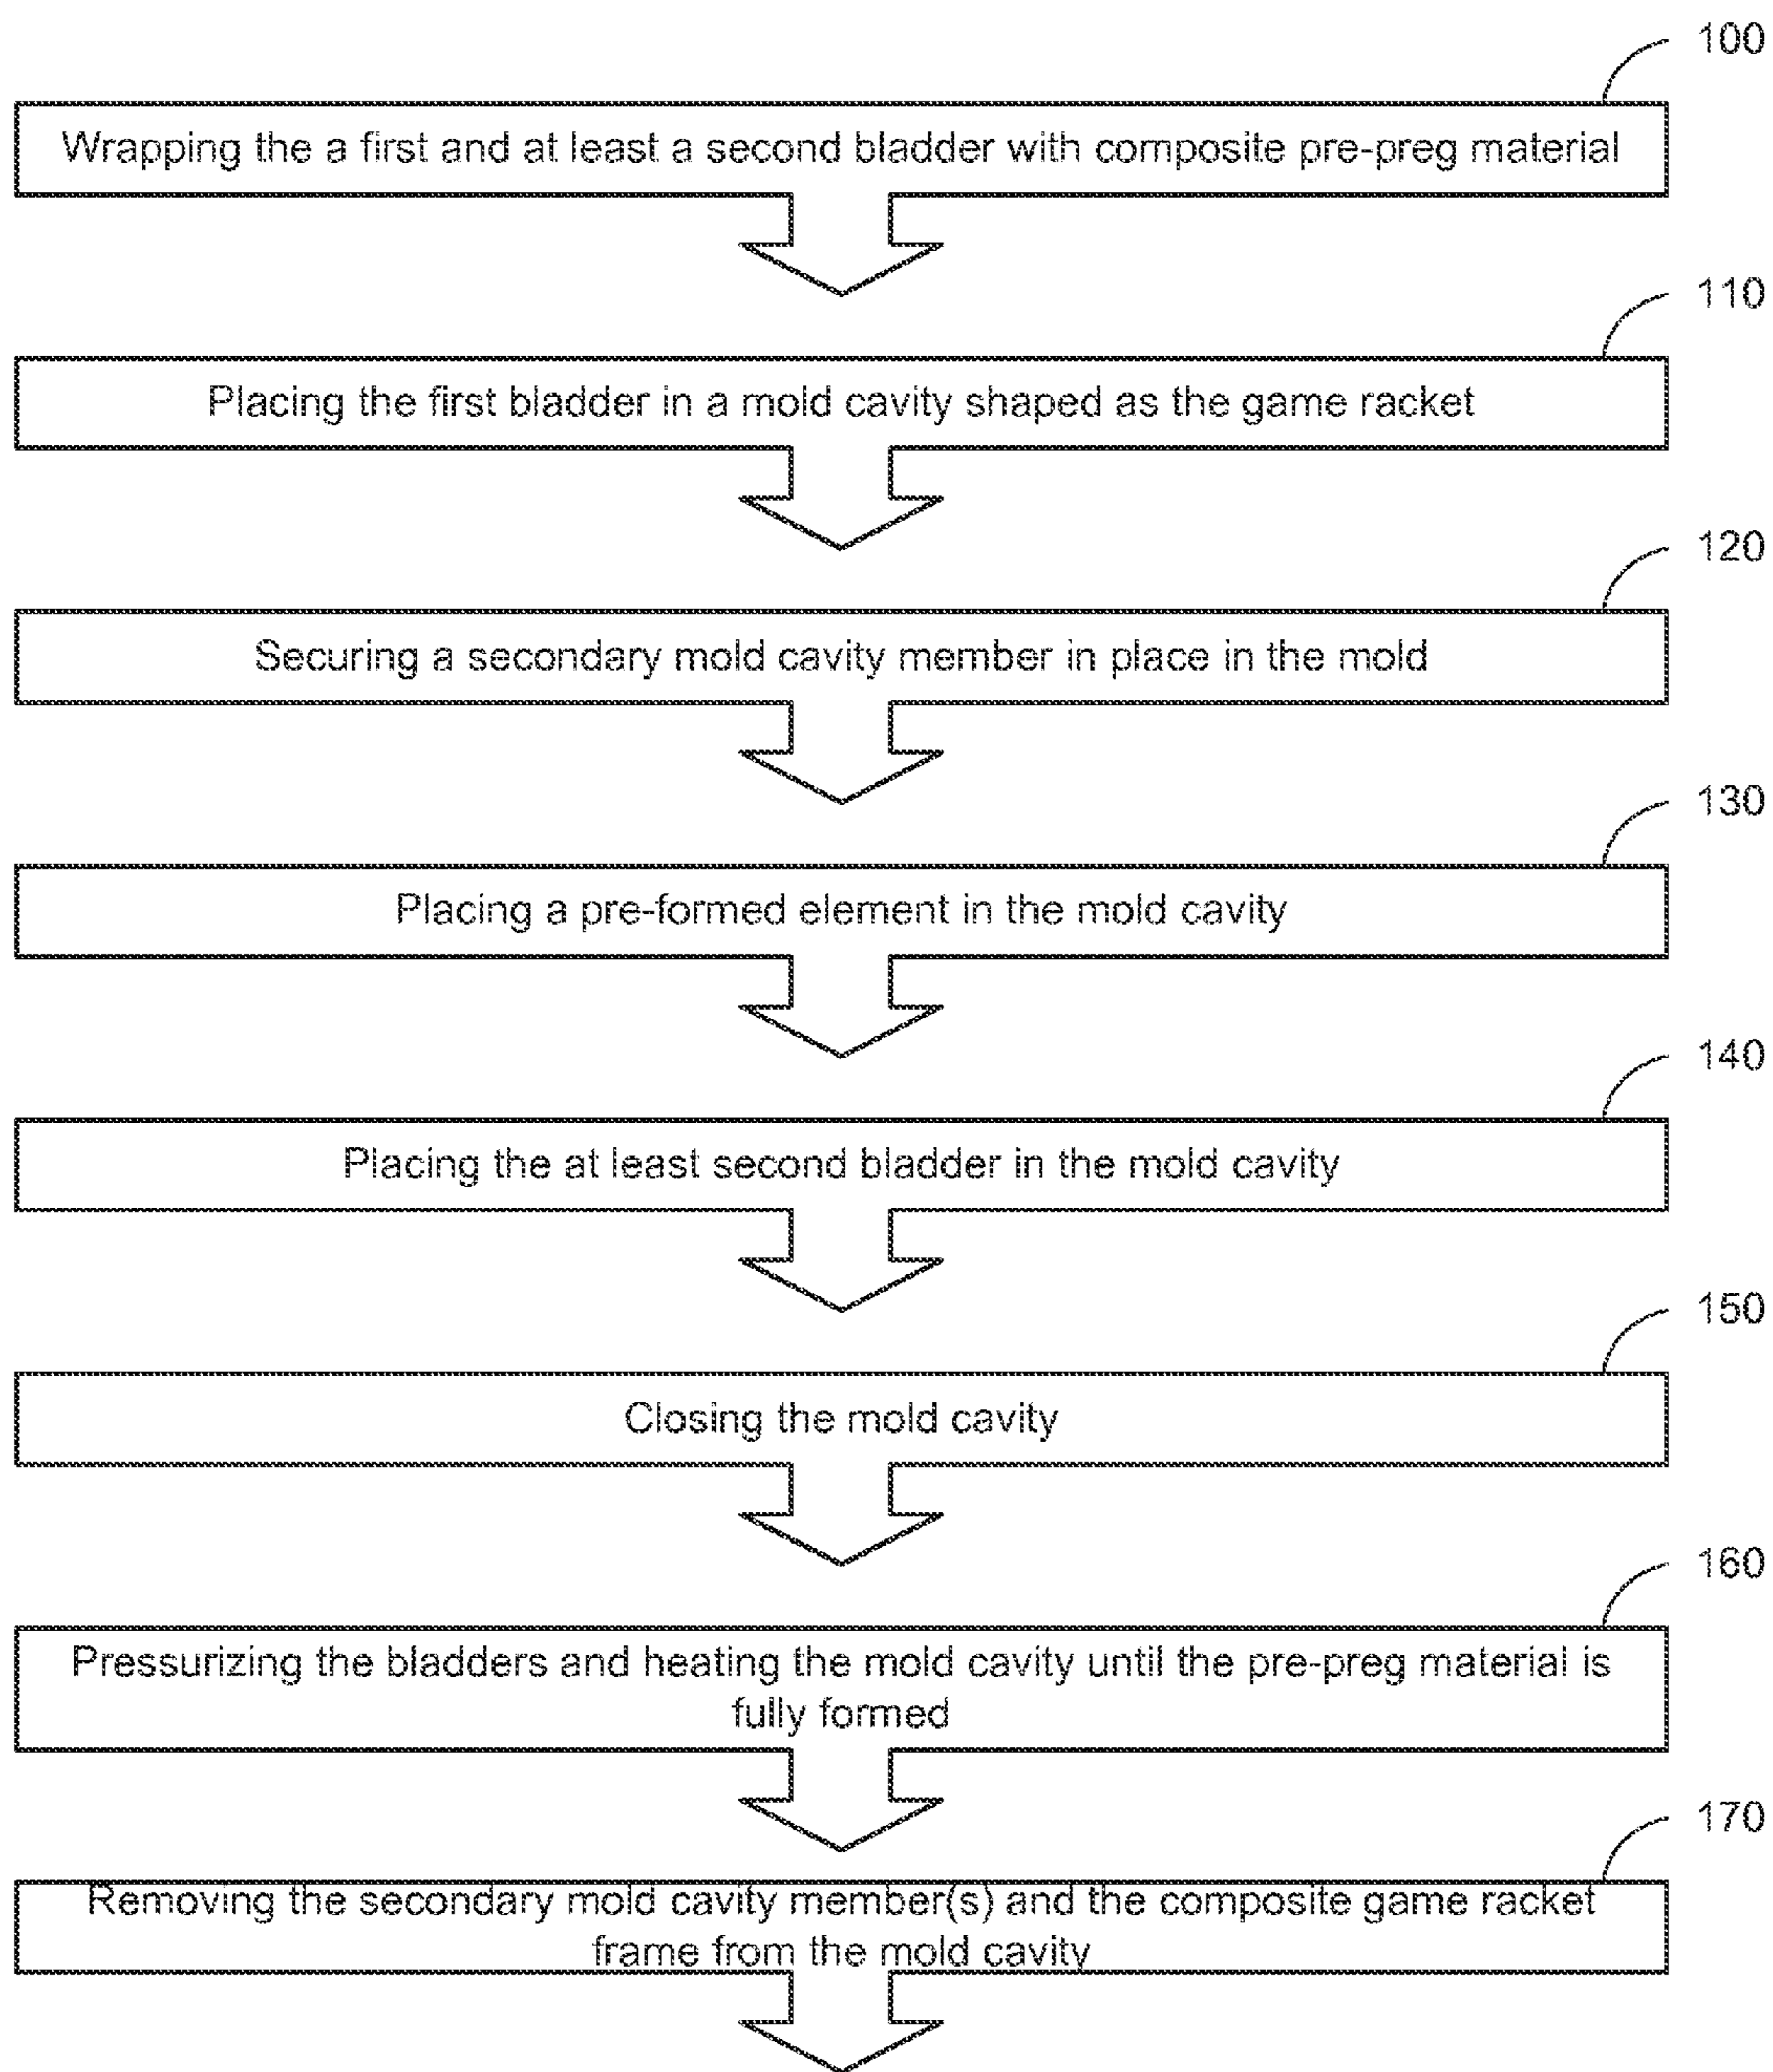 100
Wrapping the a first and at least a second bladder with composite pre-preg material
110
Placing the first bladder in a mold cavity shaped as the game racket
120
Securing a secondary mold cavity member in place in the mold
130
Placing a pre-formed element in the mold cavity
140
Placing the at least second bladder in the mold cavity
150
Closing the mold cavity
160
Pressurizing the bladders and heating the mold cavity until the pre-preg material is
fully formed
170
Removing the secondary mold cavity member(s) and the composite game racket
frame from the mold cavity